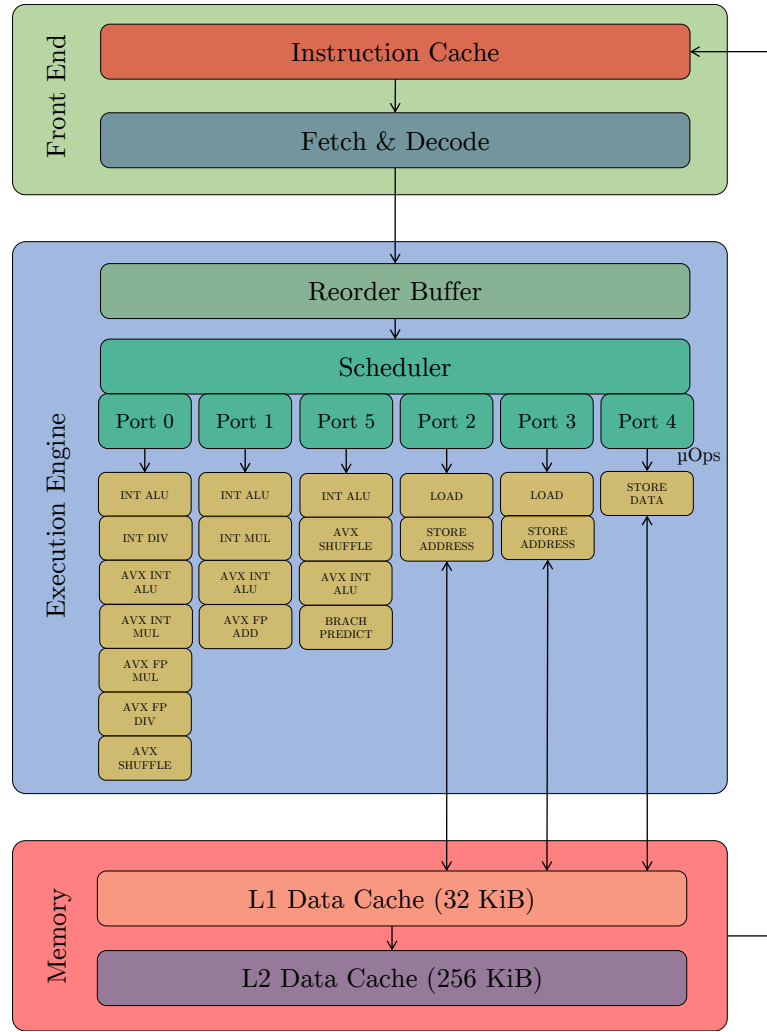 Front End
Instruction Cache
Fetch & Decode
Execution Engine
Reorder Buffer
Scheduler
Port 0
Port 1
Port 5
Port 2
Port 3
Port 4
µOps
INT ALU
INT DIV
AVX INT
ALU
AVX INT
MUL
AVX FP
MUL
AVX FP
DIV
AVX
SHUFFLE
INT ALU
INT MUL
AVX INT
ALU
AVX FP
ADD
INT ALU
AVX
SHUFFLE
AVX INT
ALU
BRACH
PREDICT
LOAD
STORE
ADDRESS
LOAD
STORE
ADDRESS
STORE
DATA
Memory
L1 Data Cache (32 KiB)
L2 Data Cache (256 KiB)